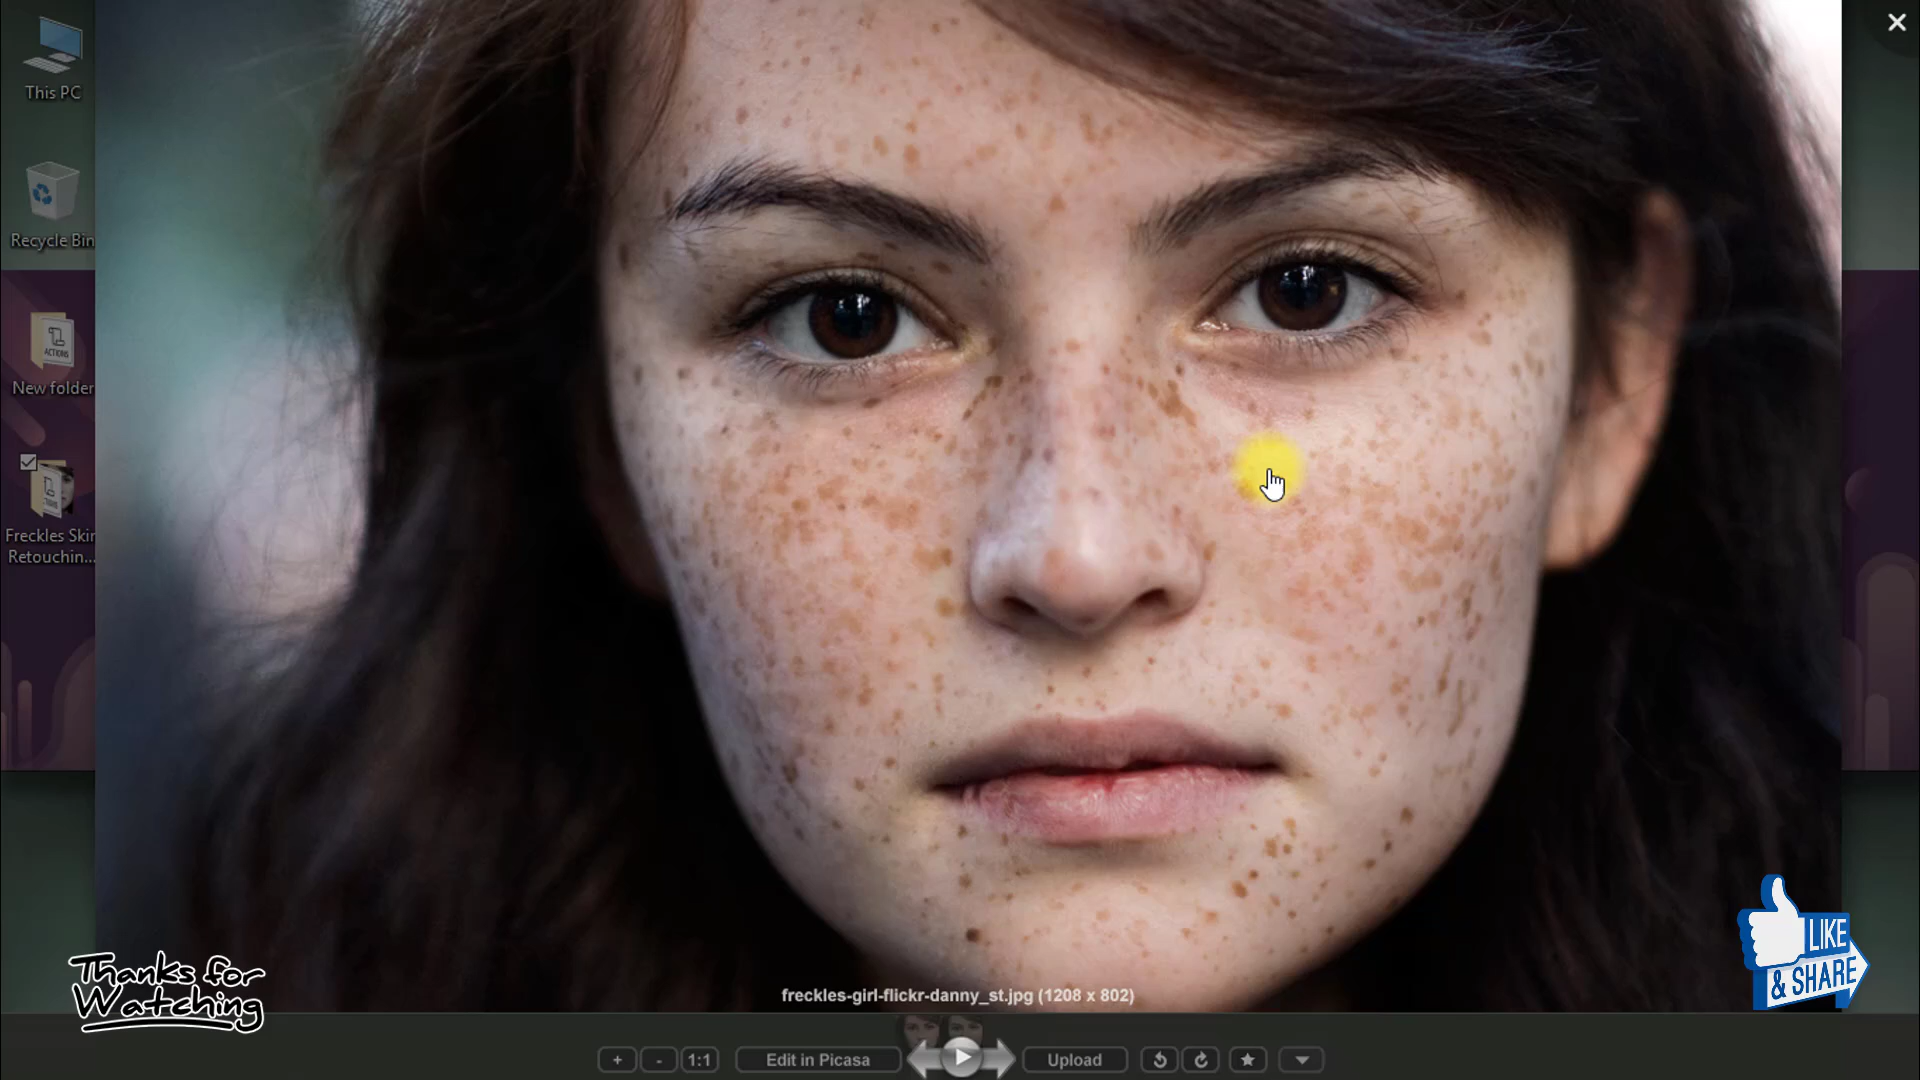 This PC
Recycle Bin
ACTIONS
New folder
Freckles Skin
Retouchin...
Thanks for
Watching
LIKE
& SHARE
freckles-girl-flickr-danny_st.jpg (1208 x 802)
+
-
1:1
Edit in Picasa
Upload